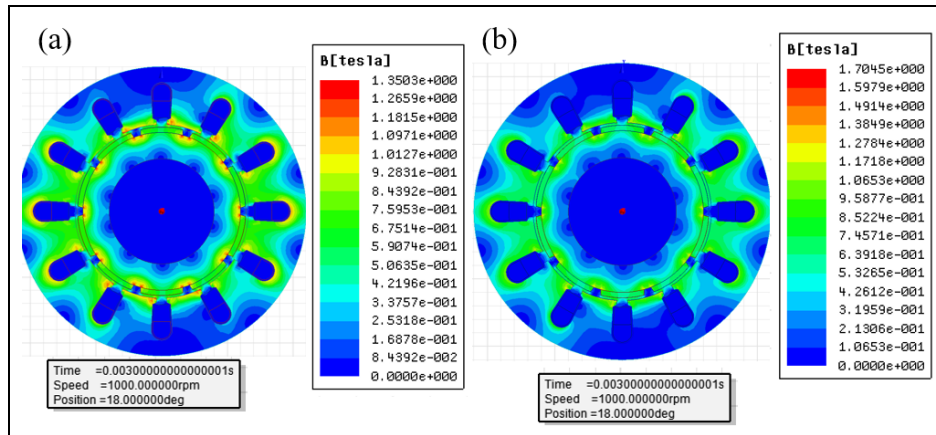 (a)
B[tesla]
1.3503e+000
1.2659e+000
1.1815e+000
1.0971e+000
1.0127e+000
9.2831e-001
8.4392e-001
7.5953e-001
6.7514e-001
5.9074e-001
5.0635e-001
4.2196e-001
3.3757e-001
2.5318e-001
1.6878e-001
8.4392e-002
0.0000e+000
Time =0.0030000000000000001s
Speed =1000.000000rpm
Position =18.000000deg
(b)
B[tesla]
1.7045e+000
1.5979e+000
1.4914e+000
1.3849e+000
1.2784e+000
1.1718e+000
1.0653e+000
9.5877e-001
8.5224e-001
7.4571e-001
6.3918e-001
5.3265e-001
4.2612e-001
3.1959e-001
2.1306e-001
1.0653e-001
0.0000e+000
Time =0.0030000000000000001s
Speed =1000.000000rpm
Position =18.000000deg